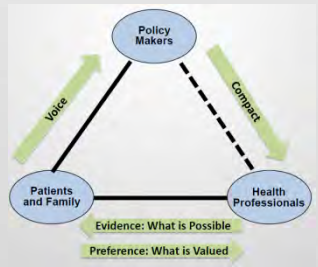 Policy
Makers
Voice
Compact
Patients
and Family
Health
Professionals
Evidence: What is Possible
Preference: What is Valued